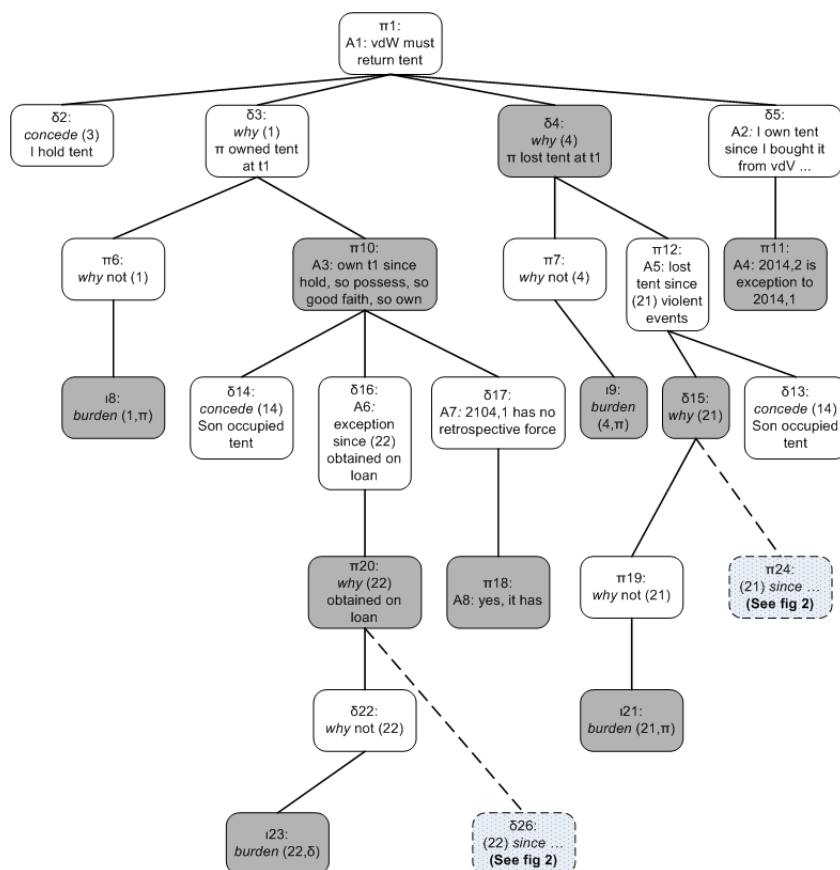 π1:
A1: vdW must
return tent
δ2:
concede (3)
I hold tent
δ3:
why (1)
π owned tent
at t1
δ4:
why (4)
π lost tent at t1
δ5:
A2: I own tent
since I bought it
from vdV ...
π6:
why not (1)
π10:
A3: own t1 since
hold, so possess, so
good faith, so own
π7:
why not (4)
π12:
A5: lost
tent since
(21) violent
events
π11:
A4: 2014,2 is
exception to
2014,1
ι8:
burden (1,π)
δ14:
concede (14)
Son occupied
tent
δ16:
A6:
exception
since (22)
obtained on
loan
δ17:
A7: 2104,1 has no
retrospective force
ι9:
burden
(4,π)
δ15:
why (21)
δ13:
concede (14)
Son occupied
tent
π20:
why (22)
obtained on
loan
π18:
A8: yes, it has
π19:
why not (21)
π24:
(21) since ...
(See fig 2)
δ22:
why not (22)
ι21:
burden (21,π)
ι23:
burden (22,δ)
δ26:
(22) since ...
(See fig 2)